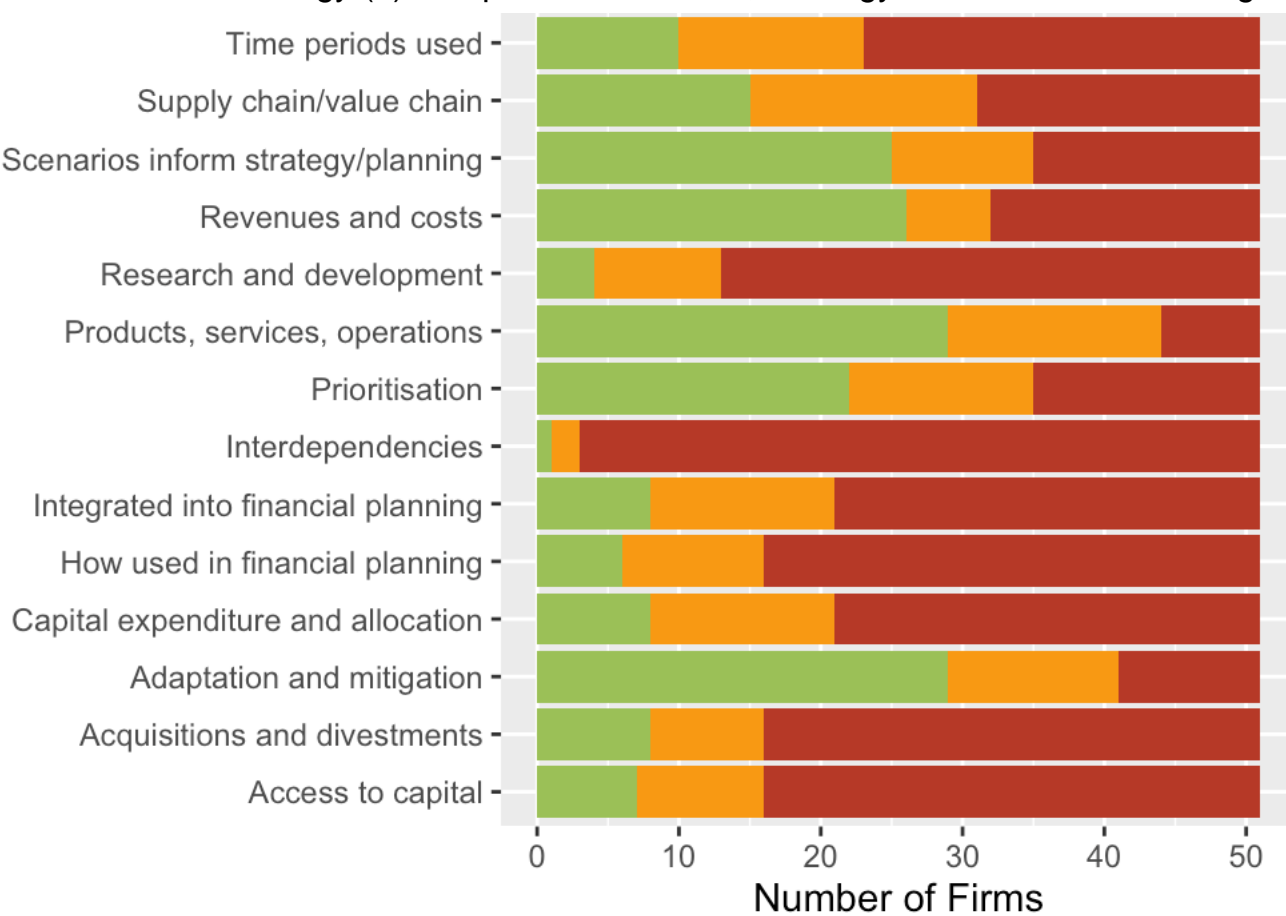 Time periods used
Supply chain/value chain
Scenarios inform strategy/planning
Revenues and costs
Research and development
Products, services, operations
Prioritisation
Interdependencies
Integrated into financial planning
How used in financial planning
Capital expenditure and allocation
Adaptation and mitigation
Acquisitions and divestments
Access to capital
0 10 20 30 40 50
Number of Firms